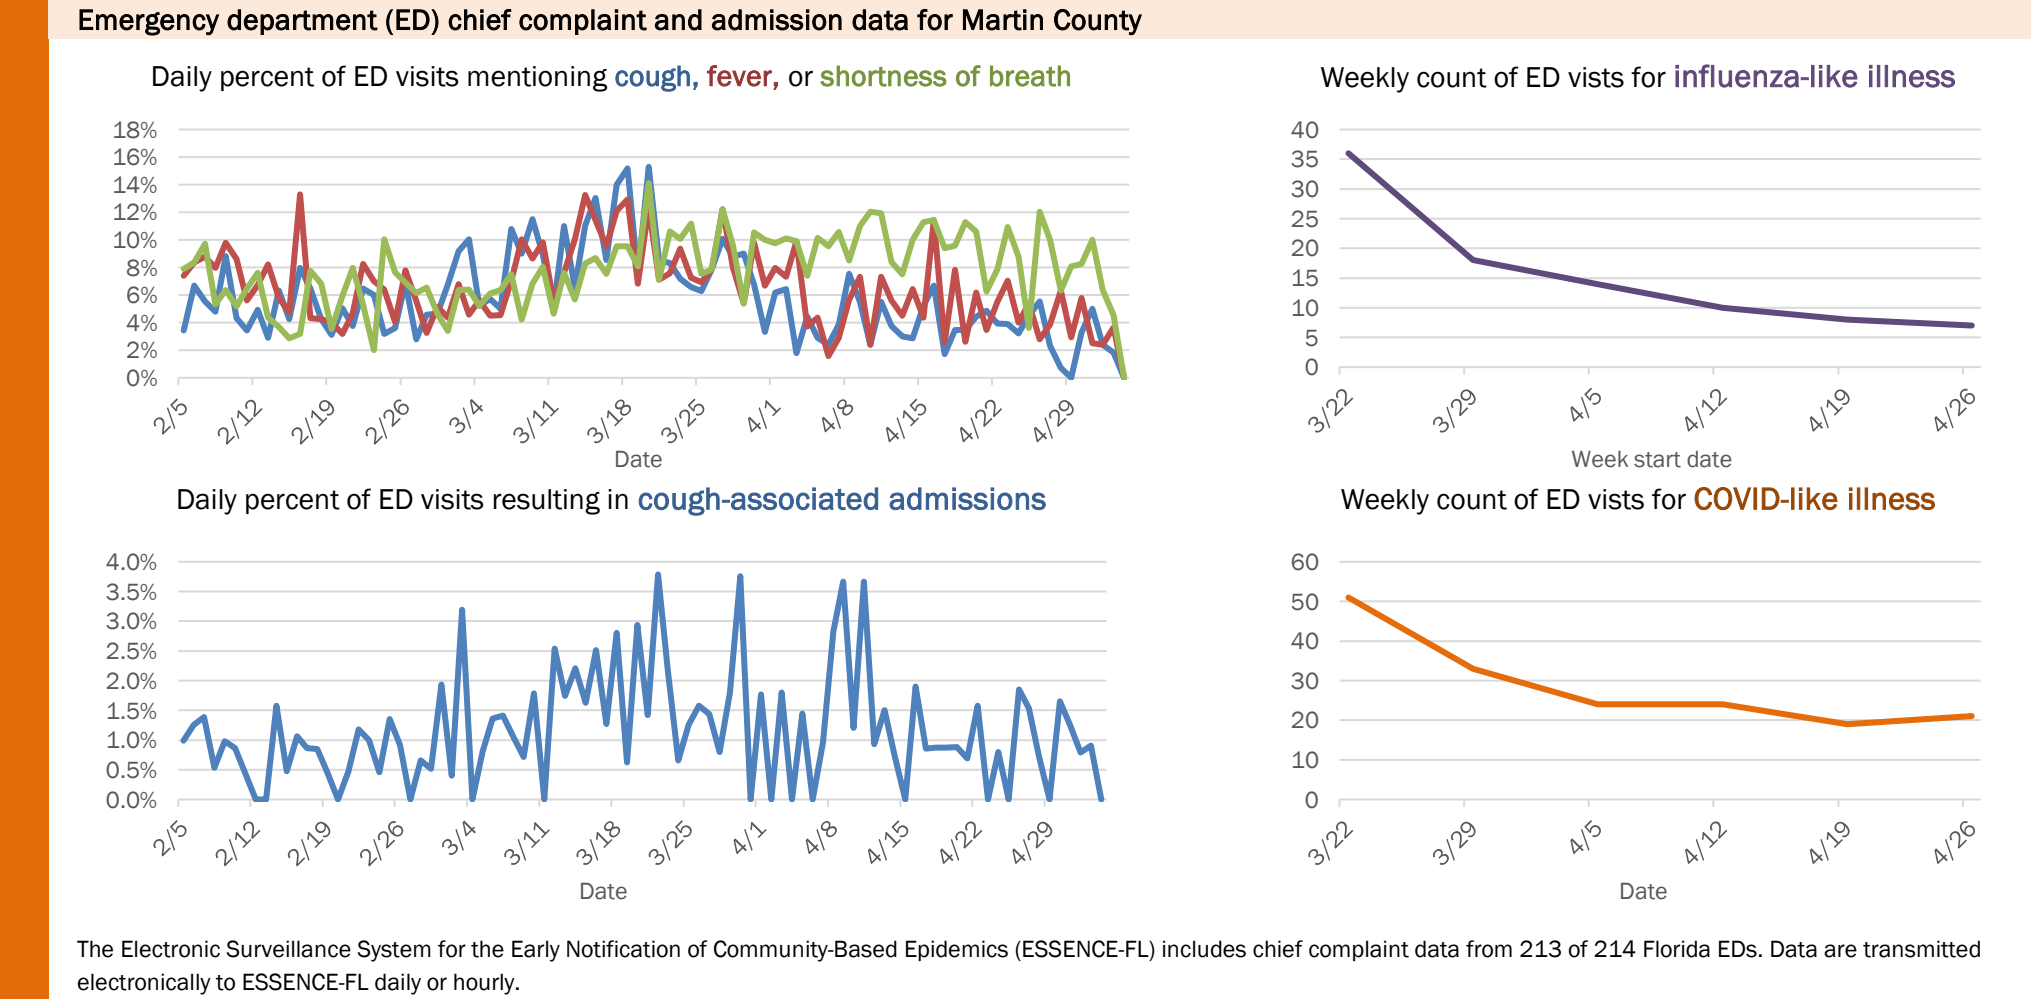 Emergency department (ED) chief complaint and admission data for Martin County
Daily percent of ED visits mentioning cough, fever, or shortness of breath
18%
16%
14%
12%
10%
8%
6%
4%
2%
0%
2/5 2/12 2/19 2/26 3/4 3/11 3/18 3/25 4/1 4/8 4/15 4/22 4/29
Date
Weekly count of ED vists for influenza-like illness
40
35
30
25
20
15
10
5
0
3/22 3/29 4/5 4/12 4/19 4/26
Week start date
Daily percent of ED visits resulting in cough-associated admissions
4.0%
3.5%
3.0%
2.5%
2.0%
1.5%
1.0%
0.5%
0.0%
2/5 2/12 2/19 2/26 3/4 3/11 3/18 3/25 4/1 4/8 4/15 4/22 4/29
Date
Weekly count of ED vists for COVID-like illness
60
50
40
30
20
10
0
3/22 3/29 4/5 4/12 4/19 4/26
Date
The Electronic Surveillance System for the Early Notification of Community-Based Epidemics (ESSENCE-FL) includes chief complaint data from 213 of 214 Florida EDs. Data are transmitted
electronically to ESSENCE-FL daily or hourly.